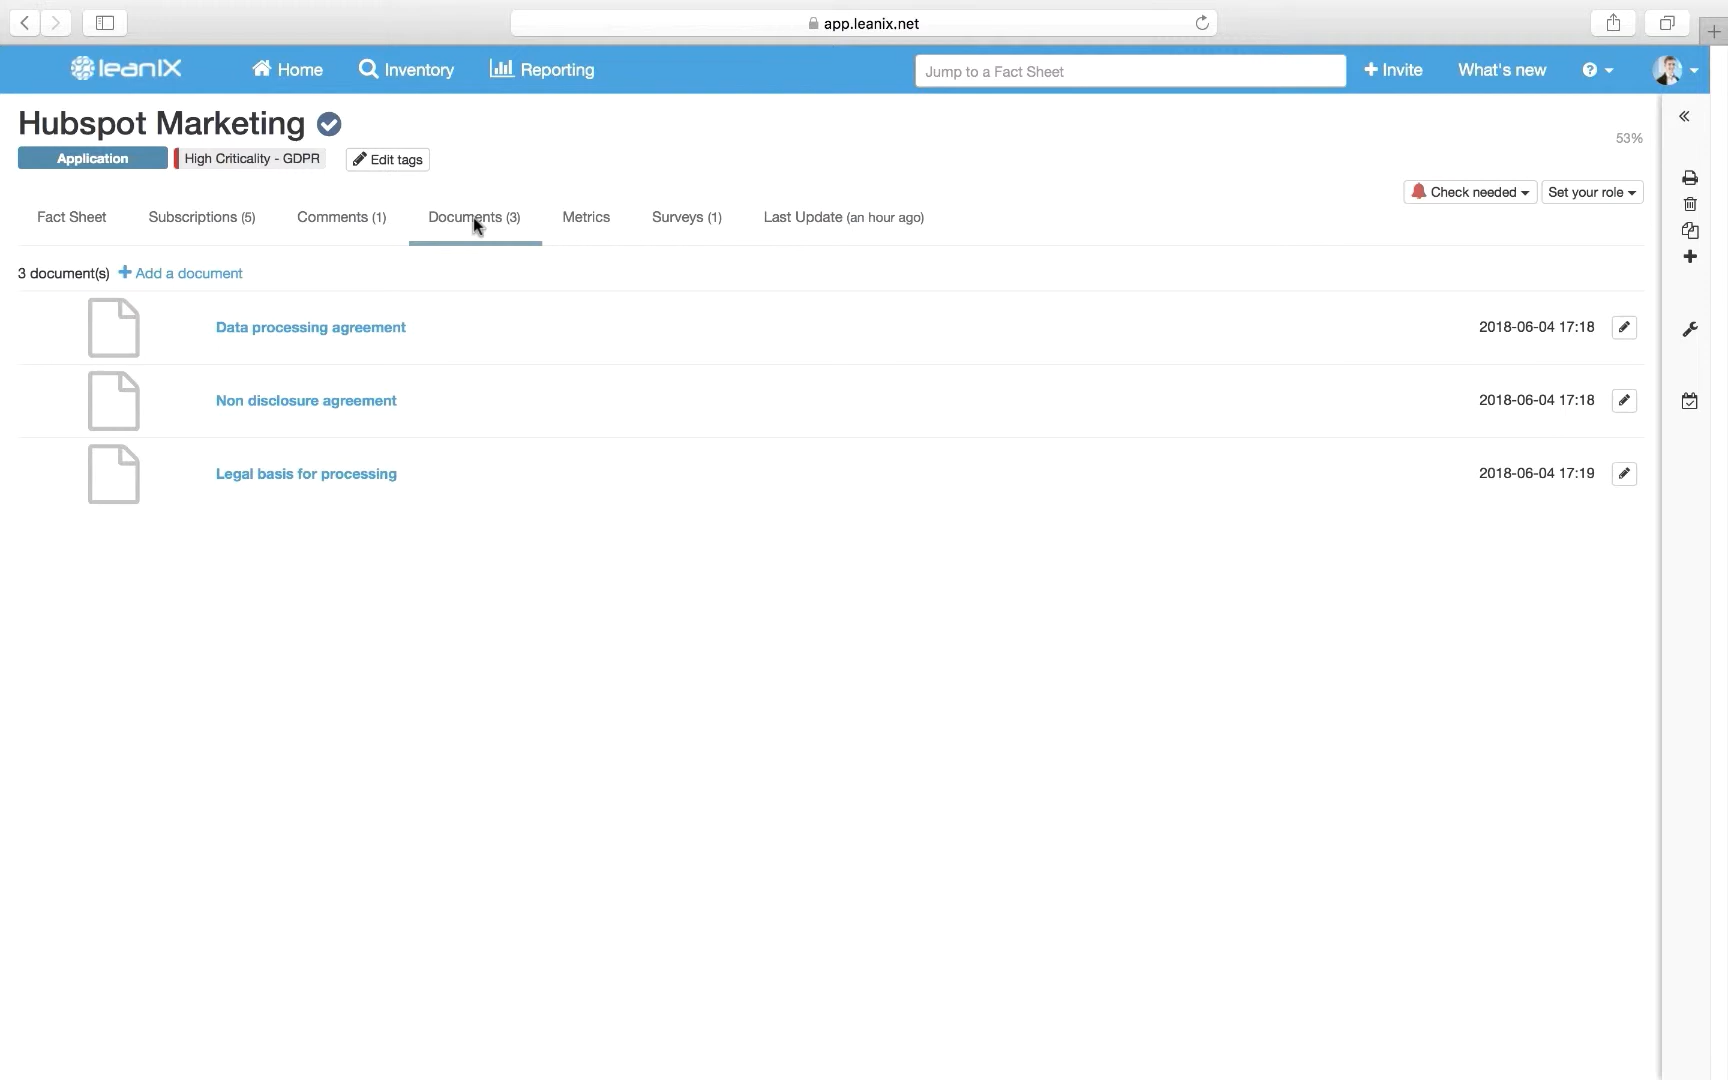 app.leanix.net
leanIX Home Inventory Reporting Jump to a Fact Sheet Invite What's new
Hubspot Marketing
53%
Application High Criticality - GDPR Edit tags
Check needed Set your role
Fact Sheet Subscriptions (5) Comments (1) Documents (3) Metrics Surveys (1) Last Update (an hour ago)
3 document(s) Add a document
Data processing agreement 2018-06-04 17:18
Non disclosure agreement 2018-06-04 17:18
Legal basis for processing 2018-06-04 17:19